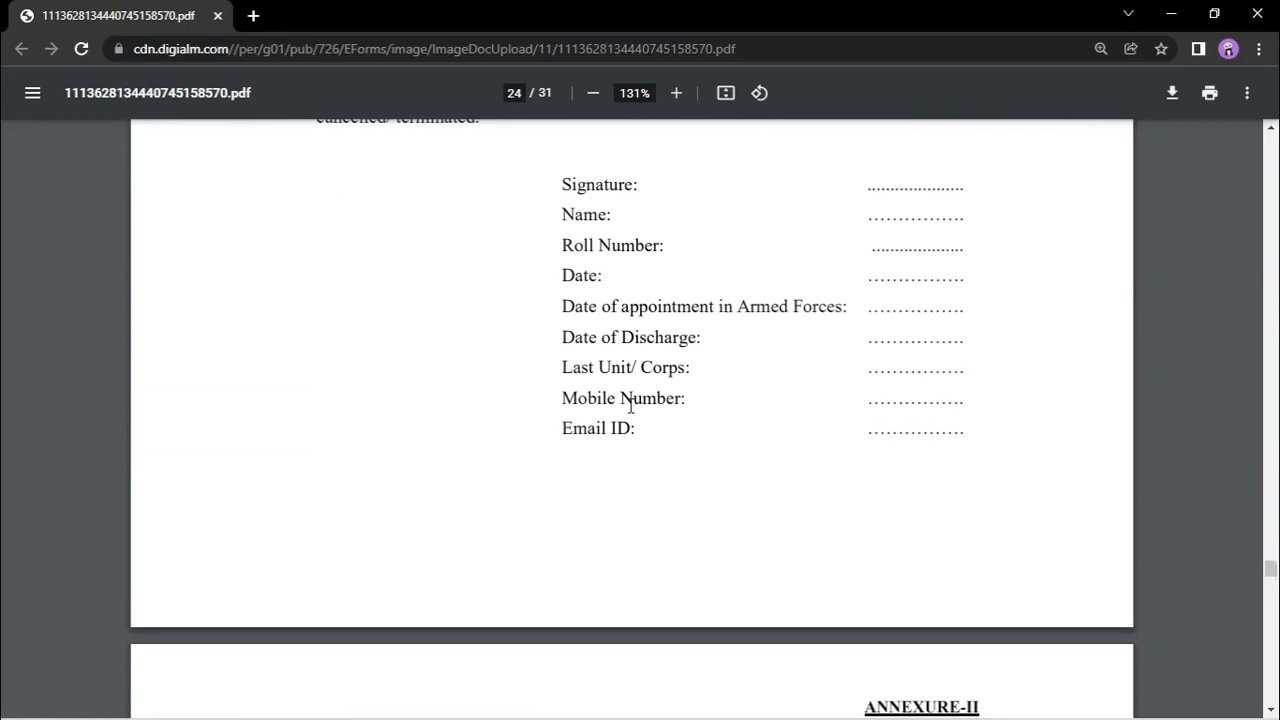 1113628134440745158570.pdf
cdn.digialm.com//per/g01/pub/726/EForms/image/ImageDocUpload/11/1113628134440745158570.pdf
1113628134440745158570.pdf 24 / 31 131%
cancelled/ terminated.
Signature: .....................
Name: …………….
Roll Number: ....................
Date: …………….
Date of appointment in Armed Forces: …………….
Date of Discharge: …………….
Last Unit/ Corps: …………….
Mobile Number: …………….
Email ID: …………….
ANNEXURE-II